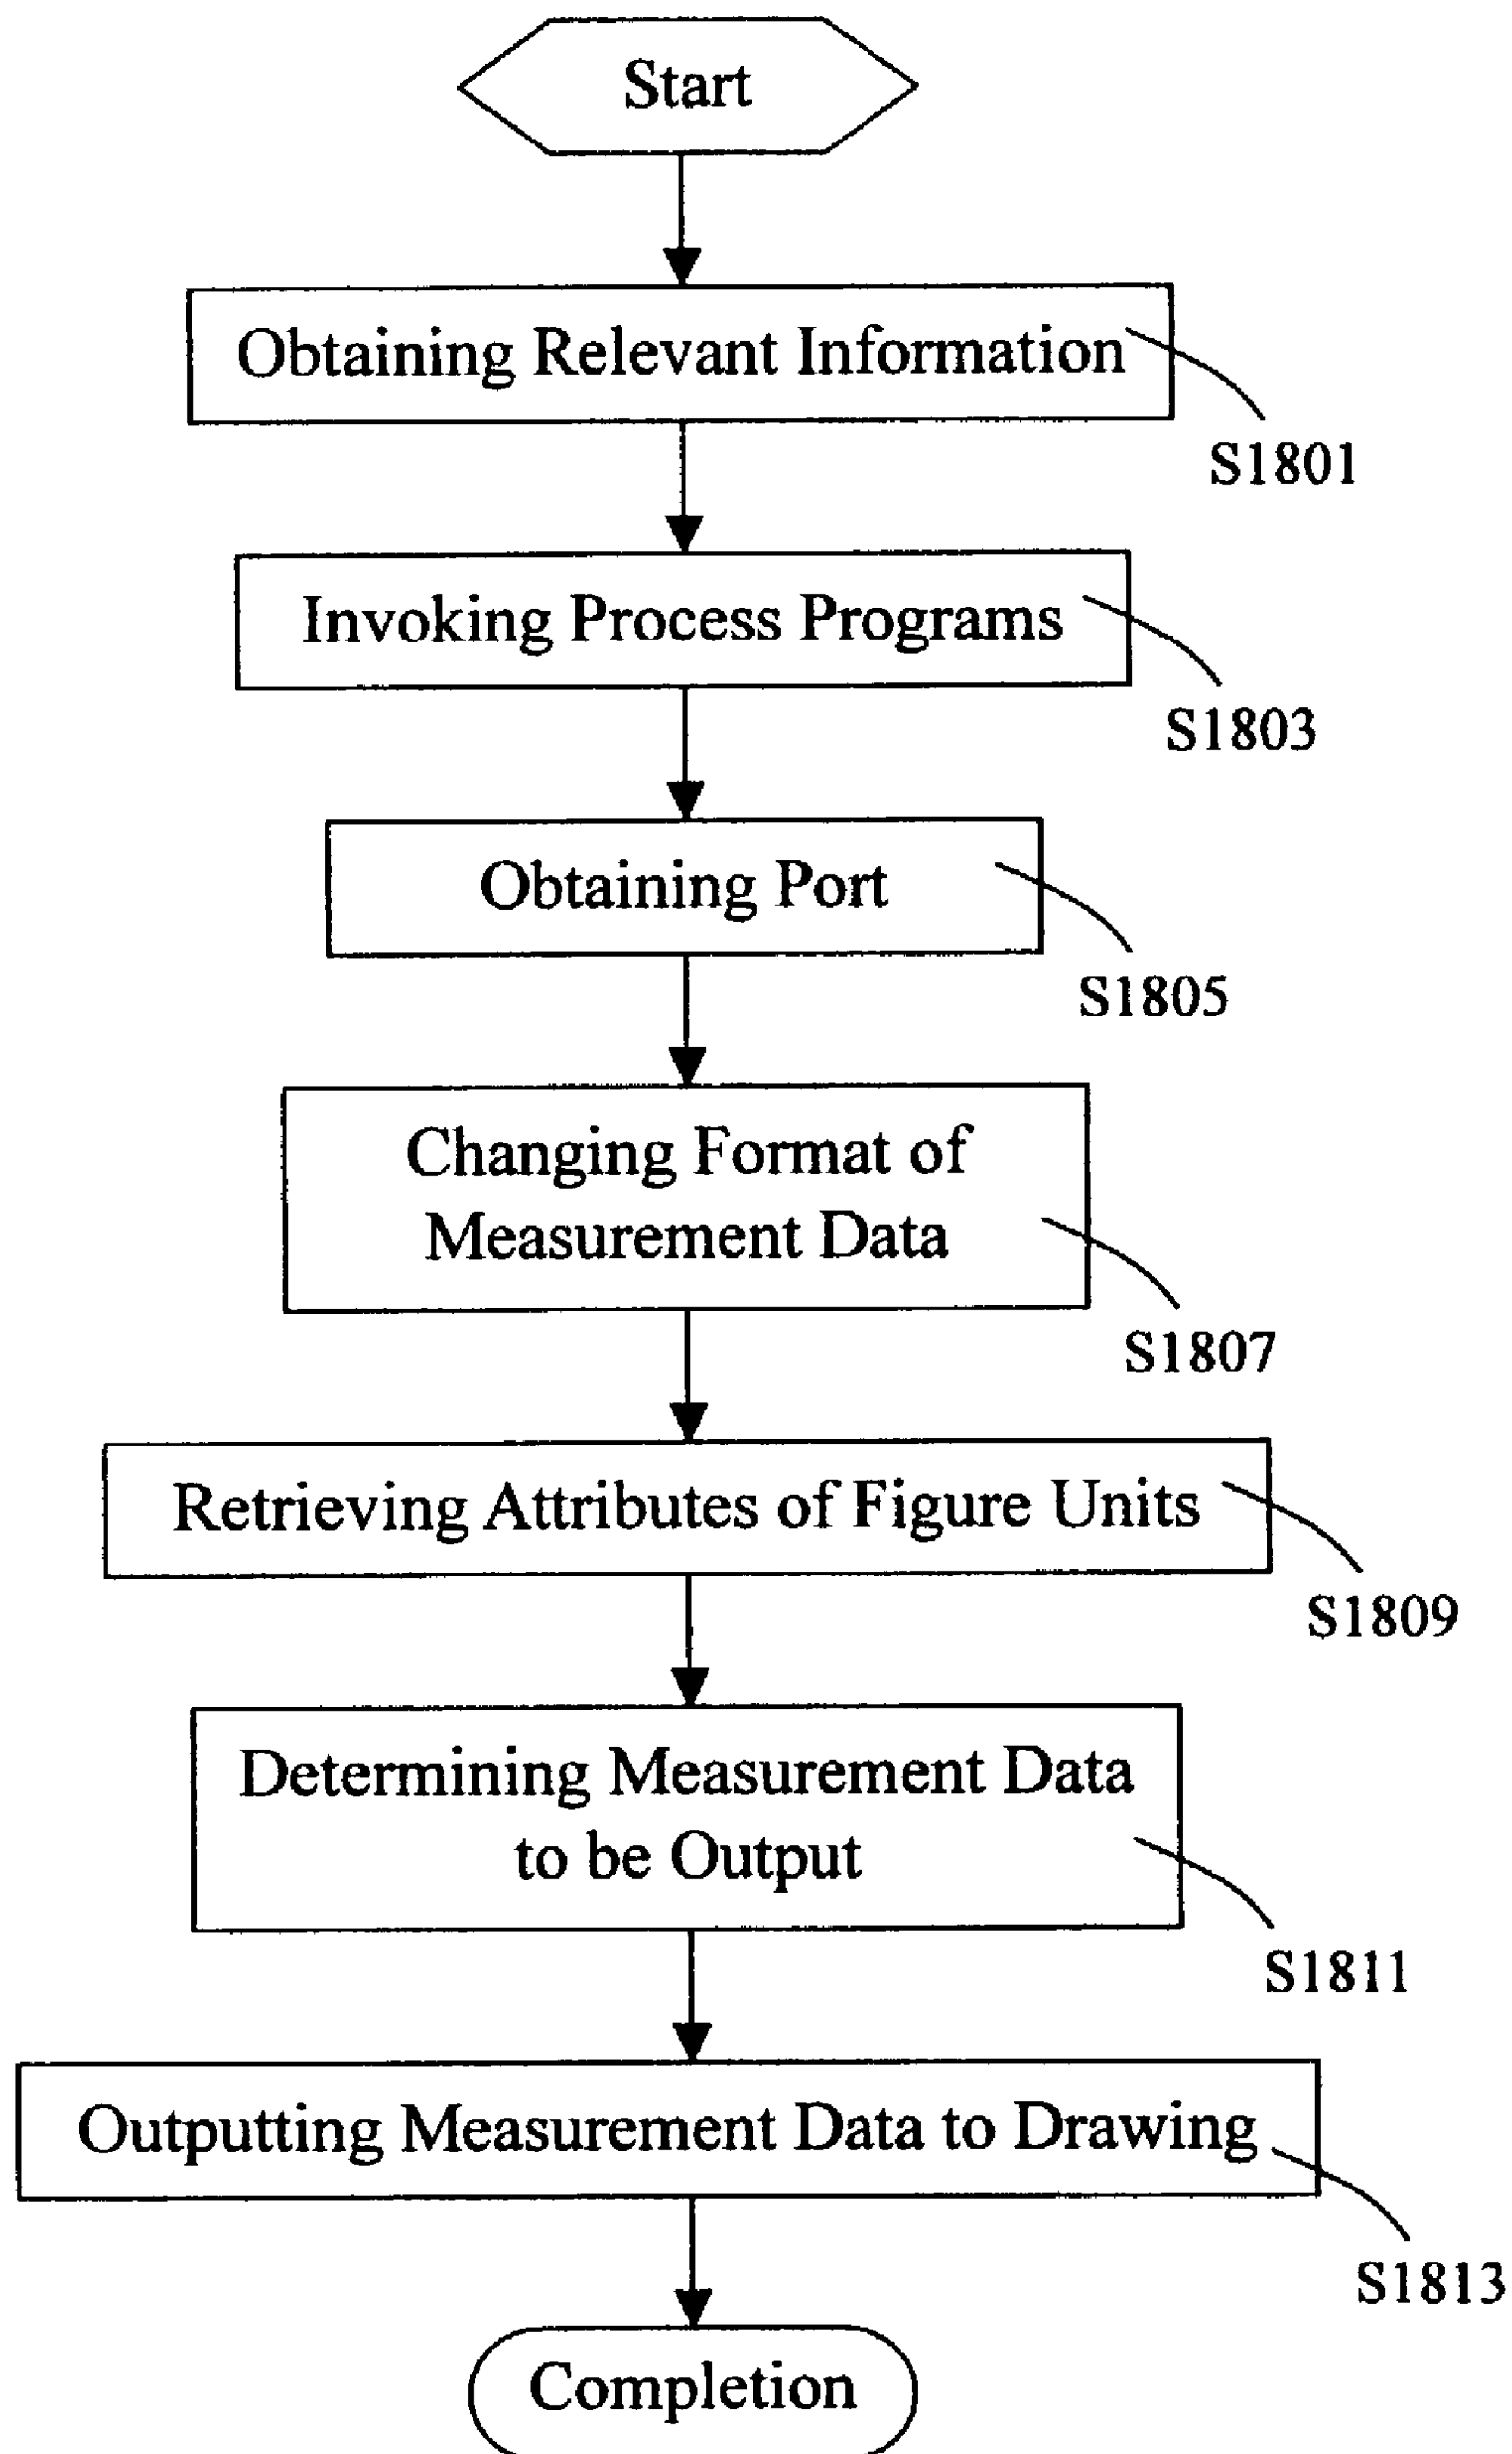 Start
Obtaining Relevant Information
S1801
Invoking Process Programs
S1803
Obtaining Port
S1805
Changing Format of
Measurement Data
S1807
Retrieving Attributes of Figure Units
S1809
Determining Measurement Data
to be Output
S1811
Outputting Measurement Data to Drawing
S1813
Completion